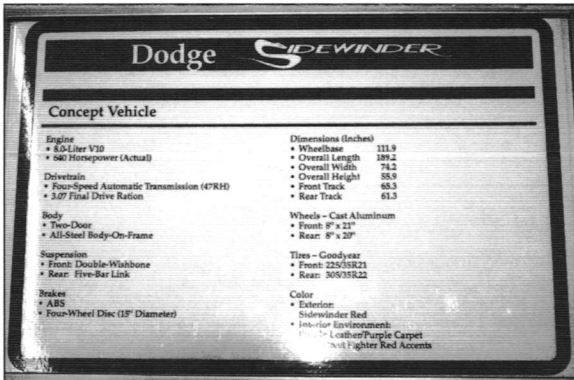 Dodge SIDEWINDER
Concept Vehicle
Engine
• 8.0-Liter V10
• 640 Horsepower (Actual)
Drivetrain
• Four-Speed Automatic Transmission (47RH)
• 3.07 Final Drive Ration
Body
• Two-Door
• All-Steel Body-On-Frame
Suspension
• Front: Double-Wishbone
• Rear: Five-Bar Link
Brakes
• ABS
• Four-Wheel Disc (15" Diameter)
Dimensions (Inches)
• Wheelbase 111.9
• Overall Length 189.2
• Overall Width 74.2
• Overall Height 55.9
• Front Track 65.3
• Rear Track 61.3
Wheels – Cast Aluminum
• Front: 8" x 21"
• Rear: 8" x 20"
Tires – Goodyear
• Front: 225/35R21
• Rear: 305/35R22
Color
• Exterior:
Sidewinder Red
• Interior Environment:
Leather/Purple Carpet
Fighter Red Accents